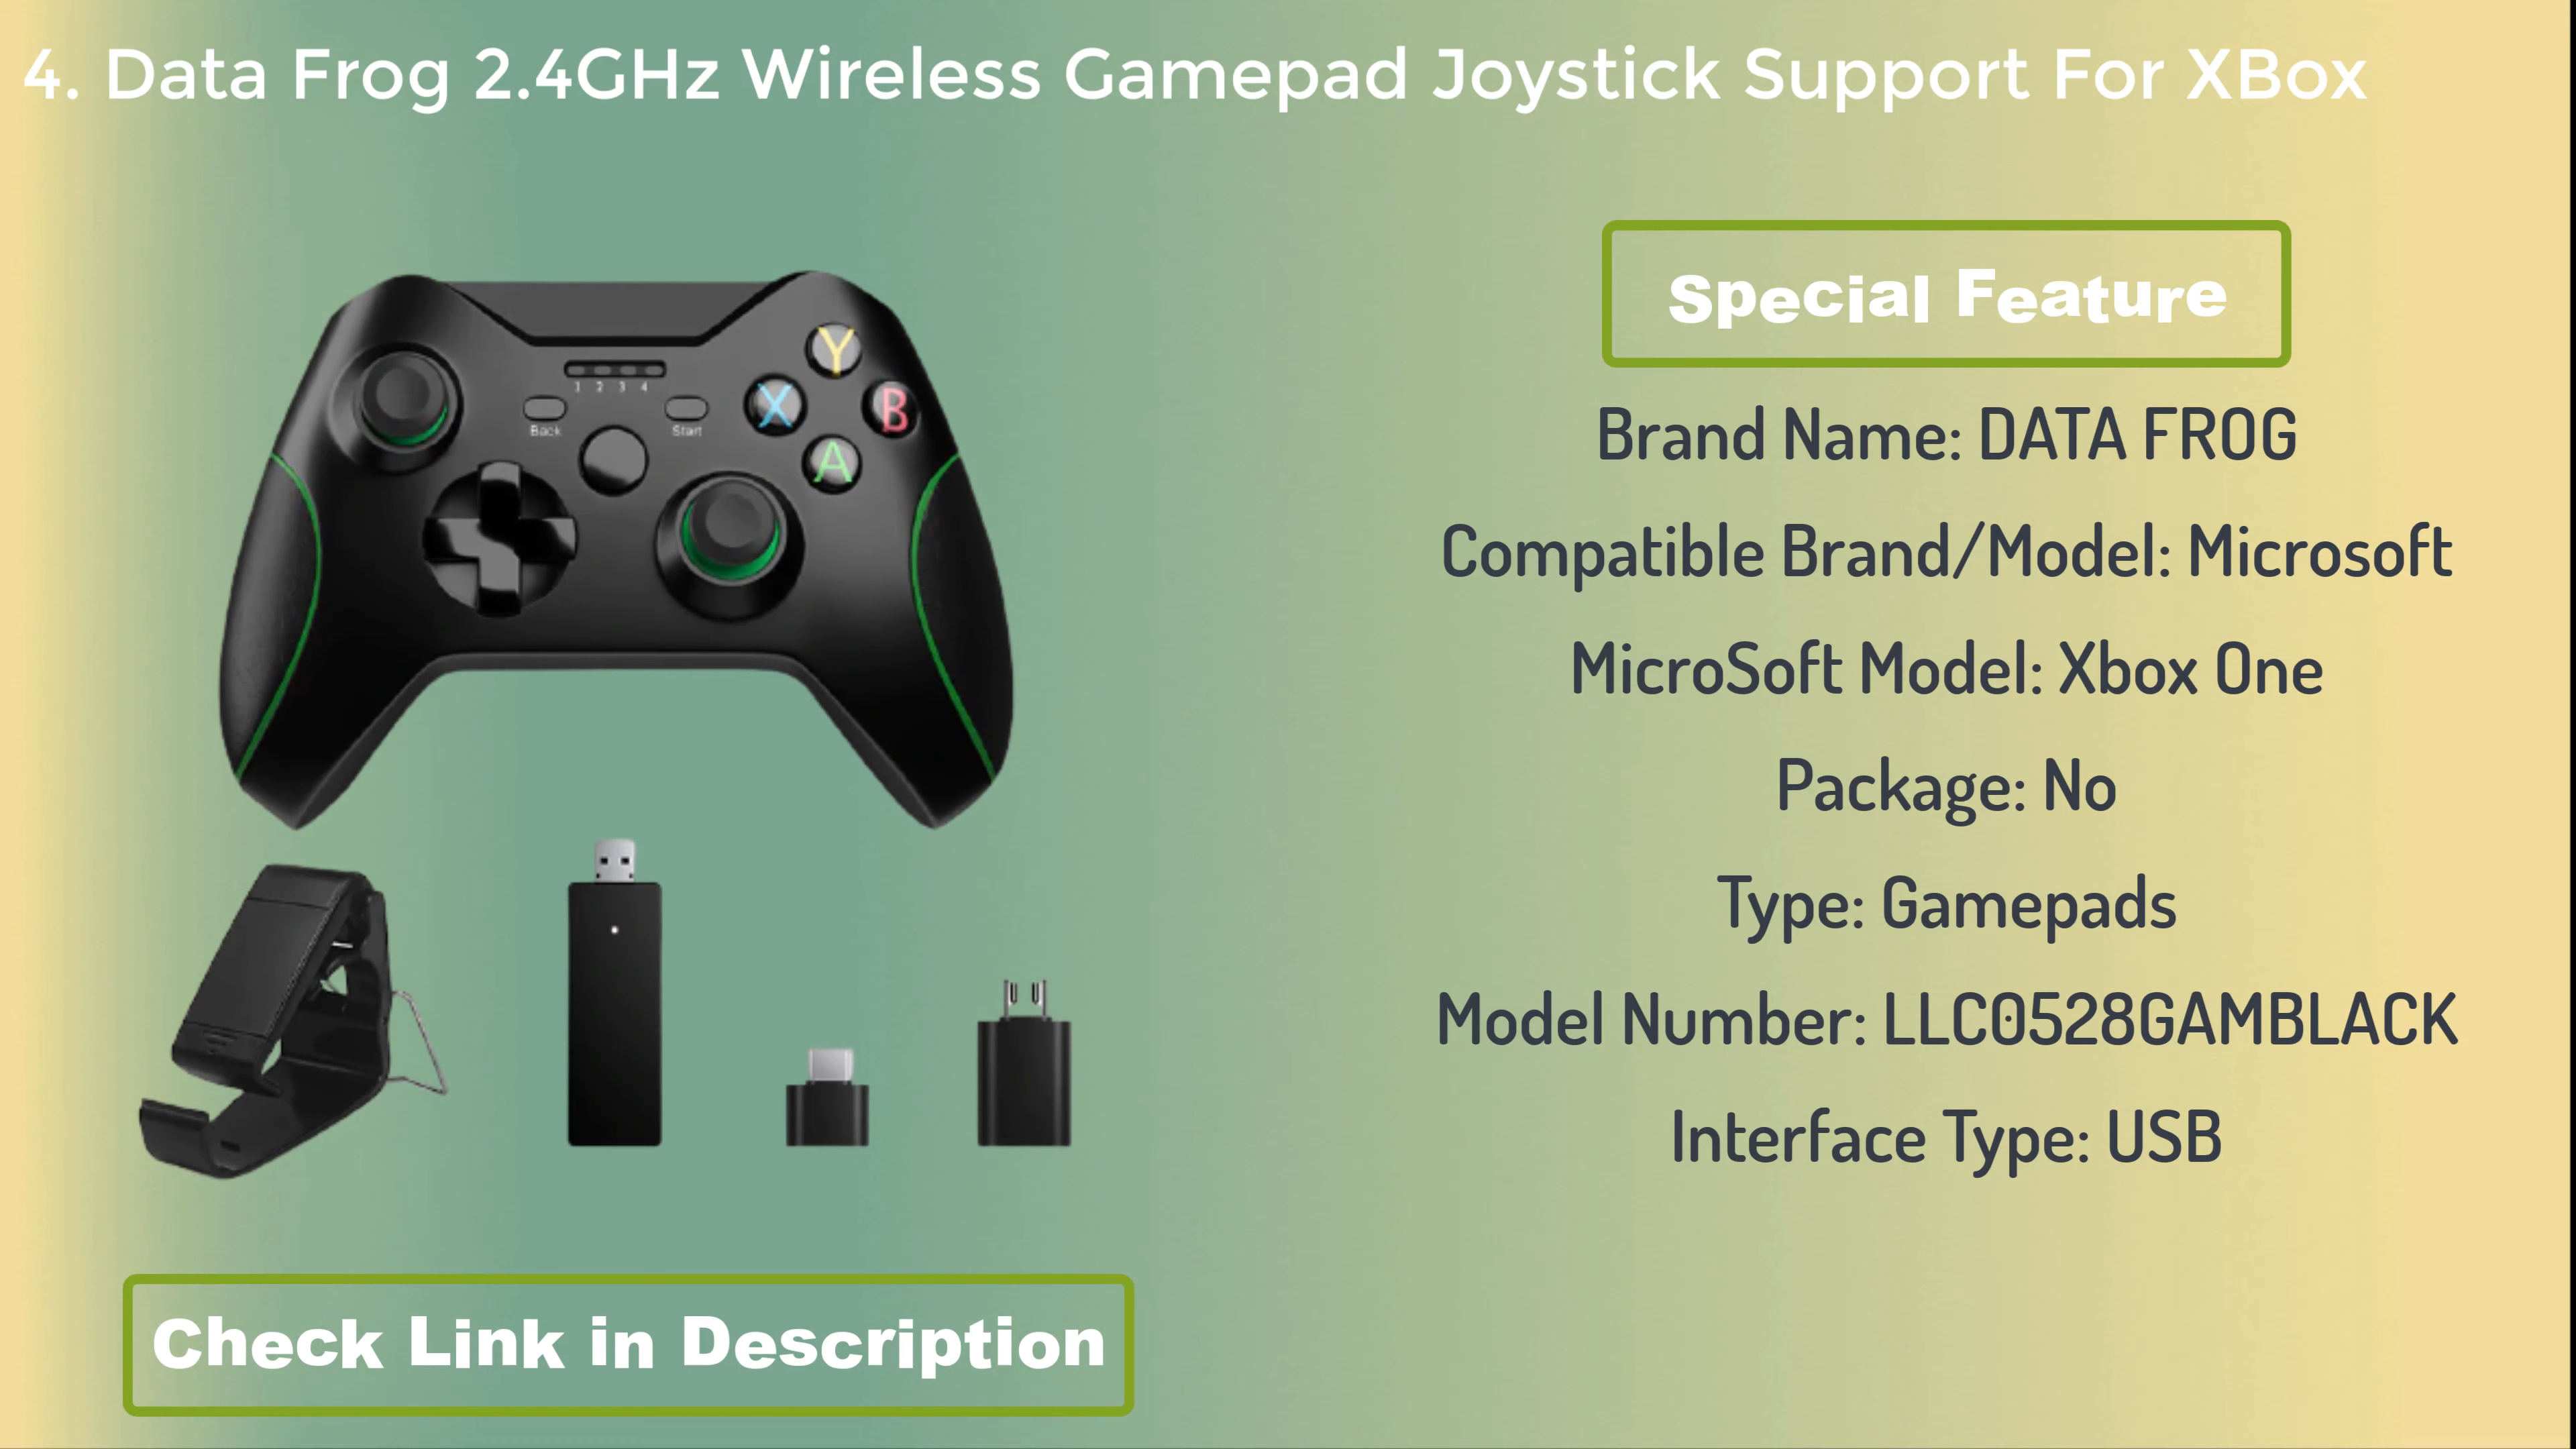 4. Data Frog 2.4GHz Wireless Gamepad Joystick Support For XBox
Special Feature
Brand Name: DATA FROG
Compatible Brand/Model: Microsoft
MicroSoft Model: Xbox One
Package: No
Type: Gamepads
Model Number: LLC0528GAMBLACK
Interface Type: USB
1 2 3 4
Back
Start
Y
X
B
A
Check Link in Description